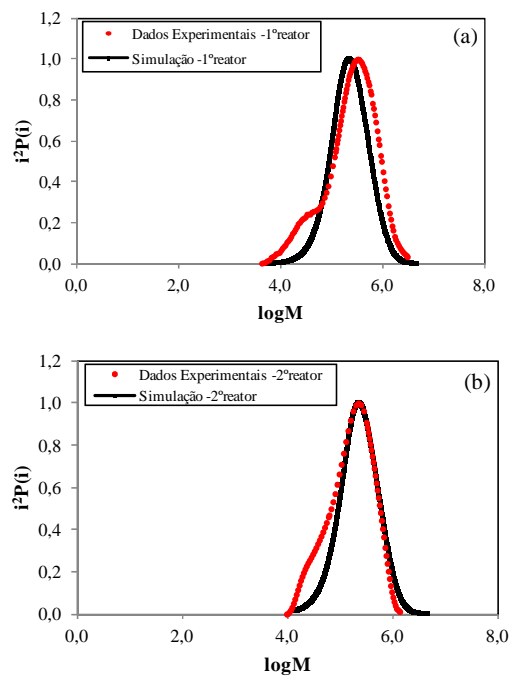 (a)
Dados Experimentais -1ºreator
Simulação -1ºreator
i²P(i)
1,2
1,0
0,8
0,6
0,4
0,2
0,0
0,0 2,0 4,0 6,0 8,0
logM
(b)
Dados Experimentais -2ºreator
Simulação -2ºreator
i²P(i)
1,2
1,0
0,8
0,6
0,4
0,2
0,0
0,0 2,0 4,0 6,0 8,0
logM